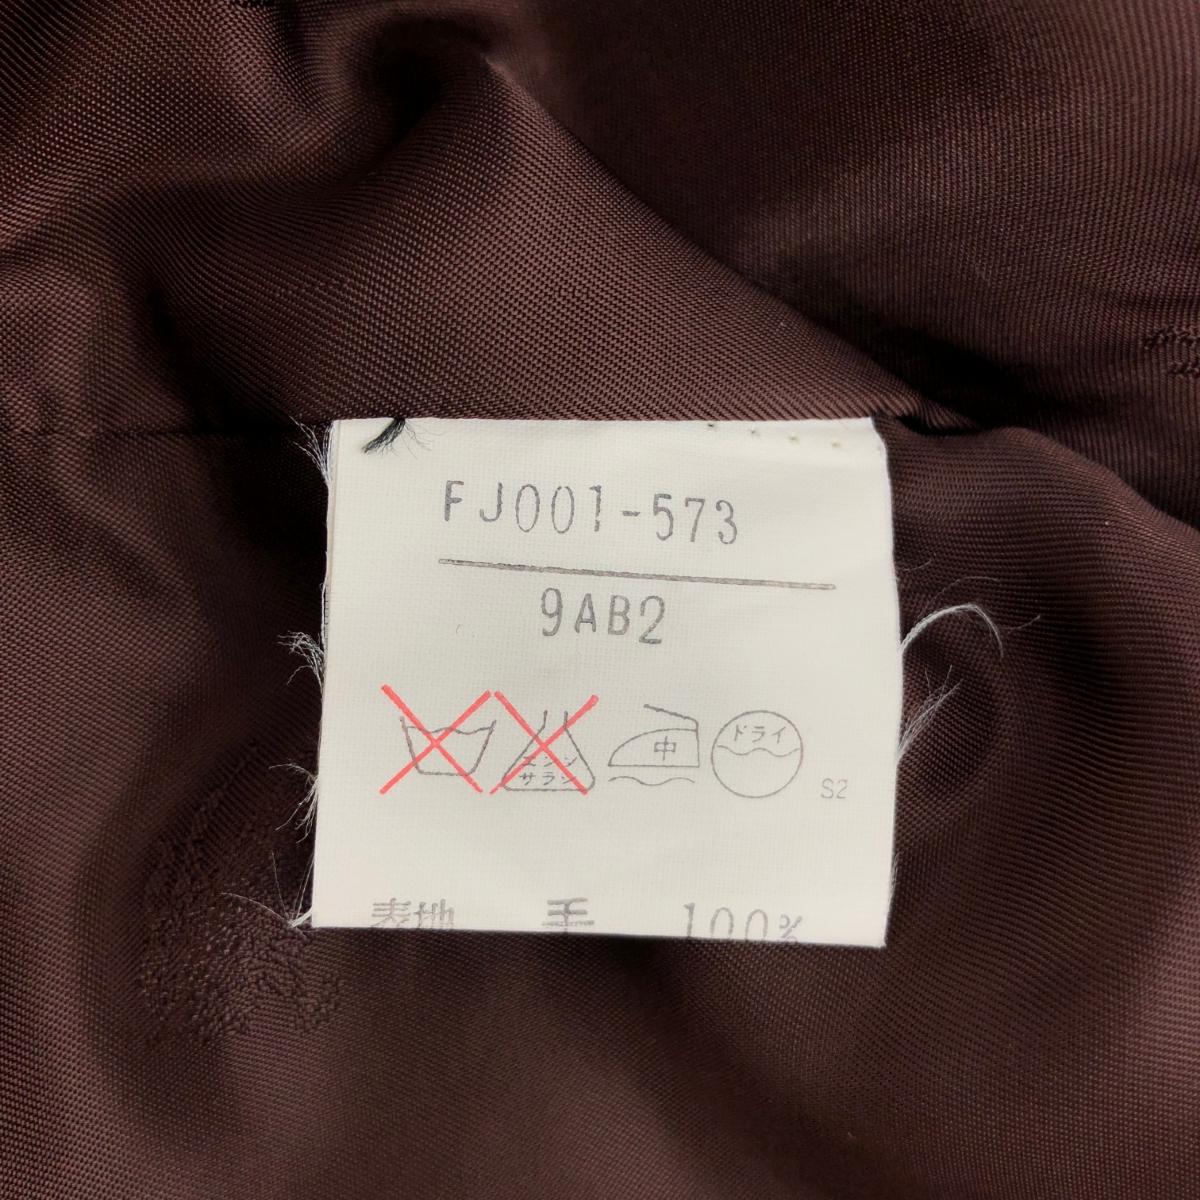 FJ001-573
9AB2
エンソ
サラシ
中
ドライ
S2
表地 毛 100%